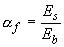 α_f = E_s / E_b